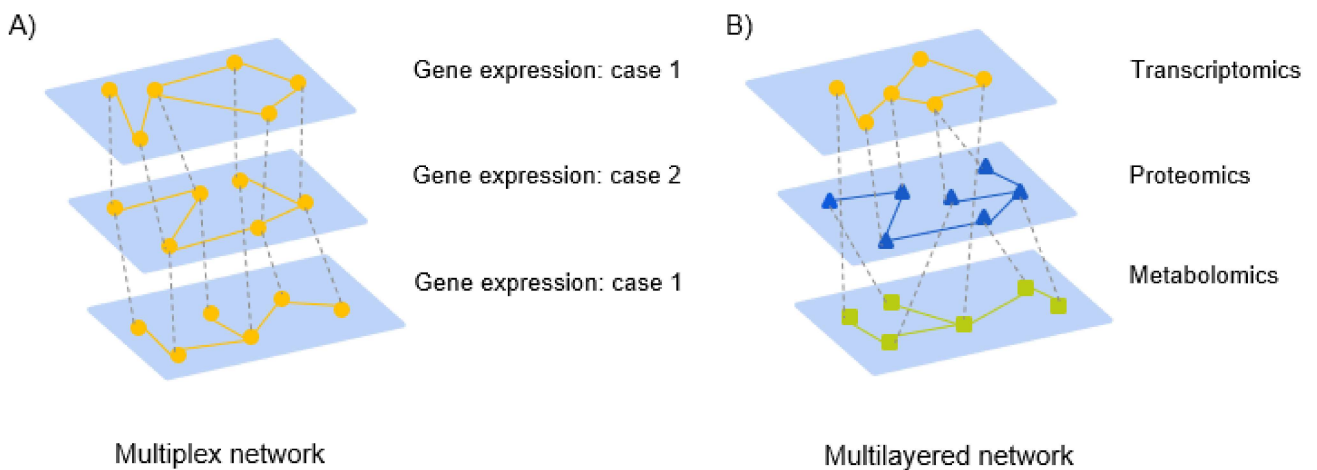 A)
Gene expression: case 1
Gene expression: case 2
Gene expression: case 1
Multiplex network
B)
Transcriptomics
Proteomics
Metabolomics
Multilayered network